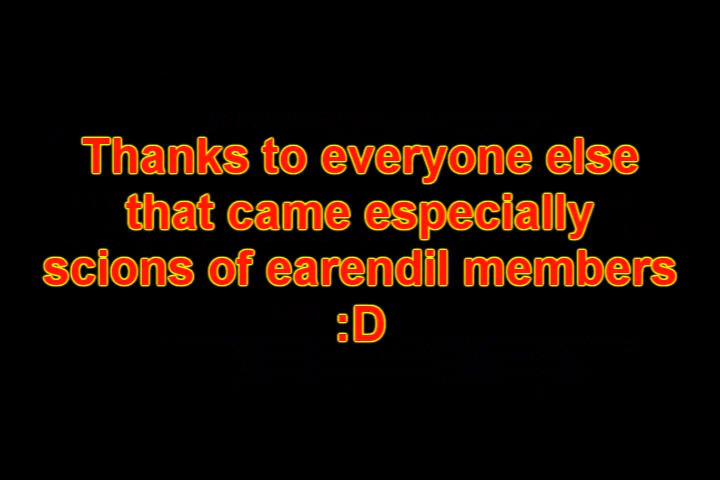 Thanks to everyone else
that came especially
scions of earendil members
:D